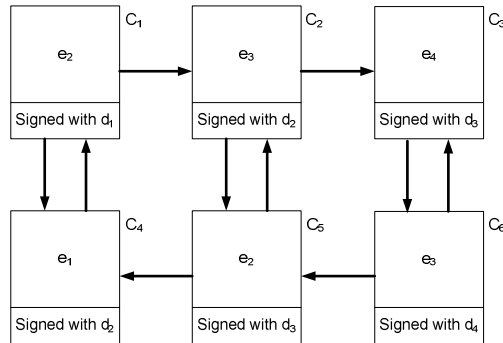 C1
e2
Signed with d1
C2
e3
Signed with d2
C3
e4
Signed with d3
C4
e1
Signed with d2
C5
e2
Signed with d3
C6
e3
Signed with d4